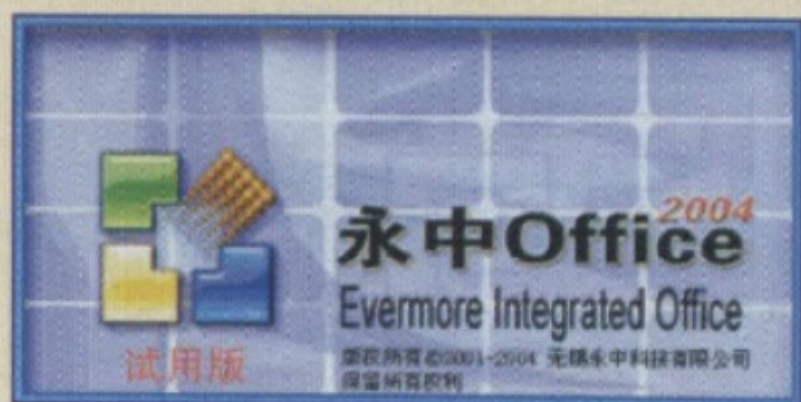 2004
永中Office
Evermore Integrated Office
试用版
版权所有©2001-2004 无锡永中科技有限公司
保留所有权利